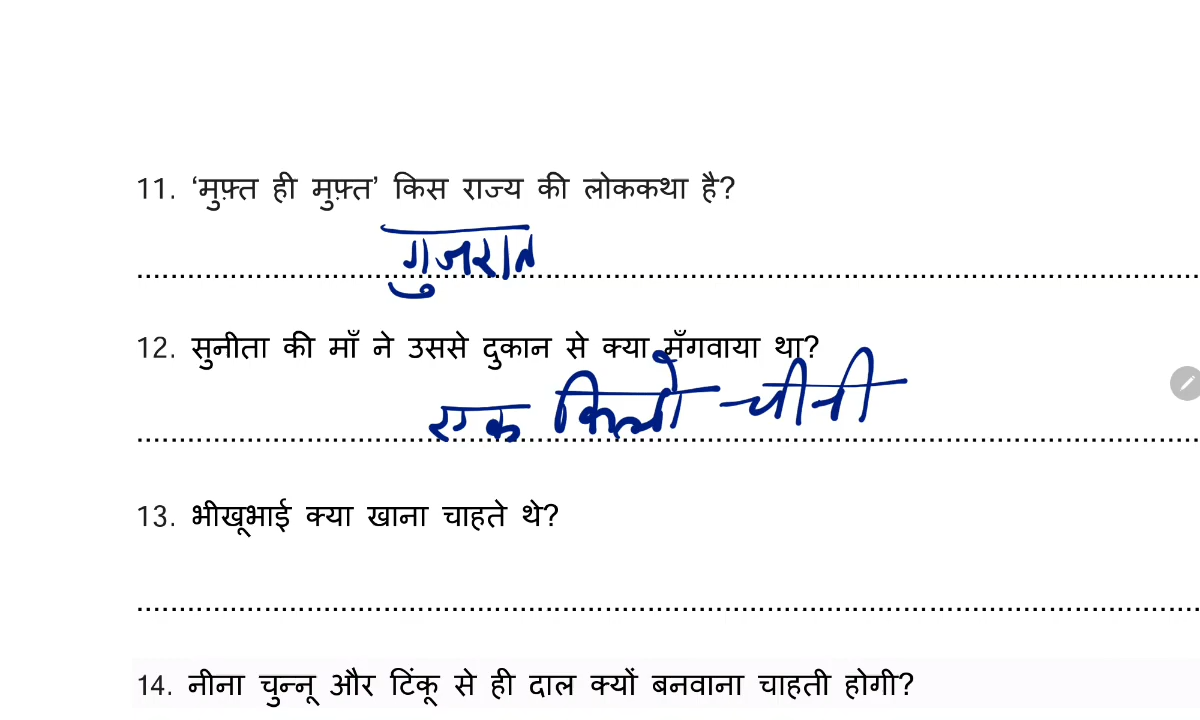 11. ‘मुफ़्त ही मुफ़्त’ किस राज्य की लोककथा है?
गुजरात
12. सुनीता की माँ ने उससे दुकान से क्या मँगवाया था?
एक किलो चीनी
13. भीखूभाई क्या खाना चाहते थे?
14. नीना चुन्नू और टिंकू से ही दाल क्यों बनवाना चाहती होगी?